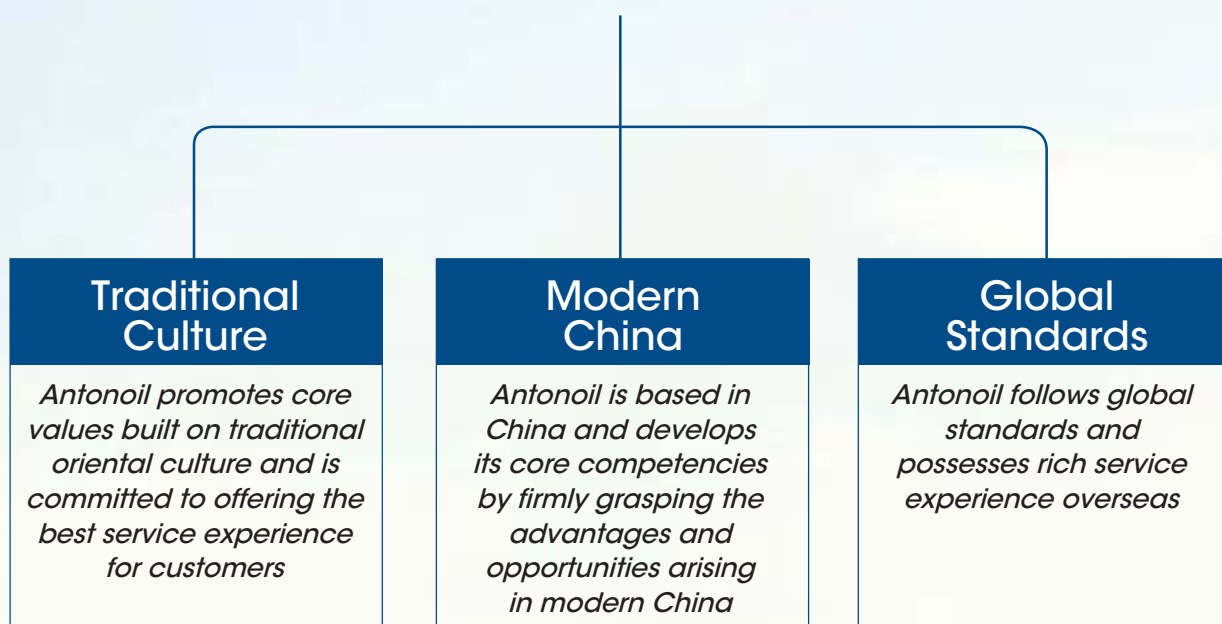 Traditional
Culture
Antonoil promotes core
values built on traditional
oriental culture and is
committed to offering the
best service experience
for customers
Modern
China
Antonoil is based in
China and develops
its core competencies
by firmly grasping the
advantages and
opportunities arising
in modern China
Global
Standards
Antonoil follows global
standards and
possesses rich service
experience overseas